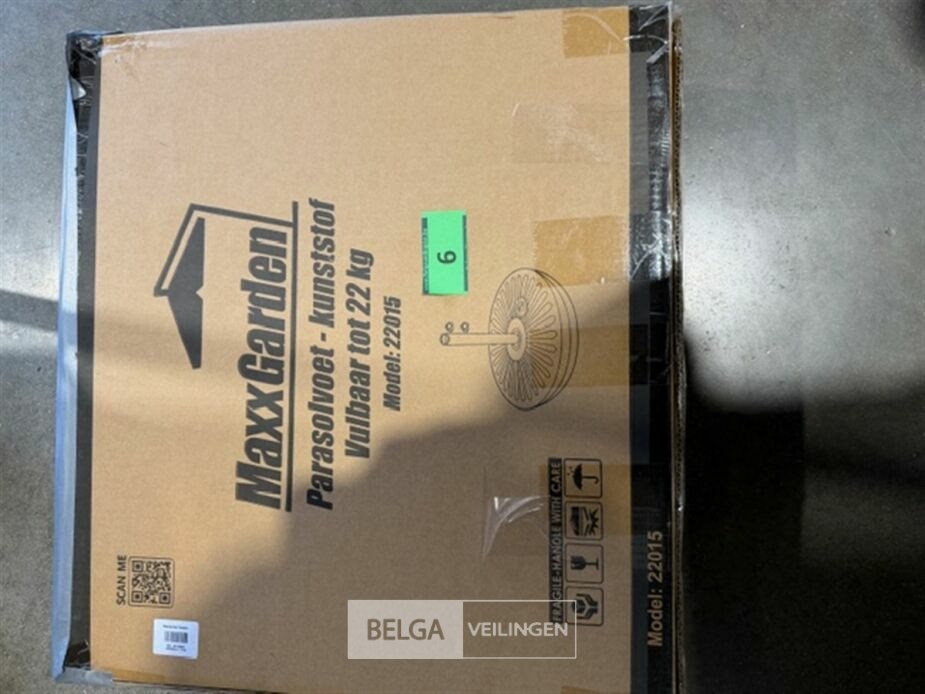 MaxxGarden
Parasolvoet - kunststof
Vulbaar tot 22 kg
Model: 22015
6
SCAN ME
FRAGILE-HANDLE WITH CARE
Model: 22015
BELGA VEILINGEN